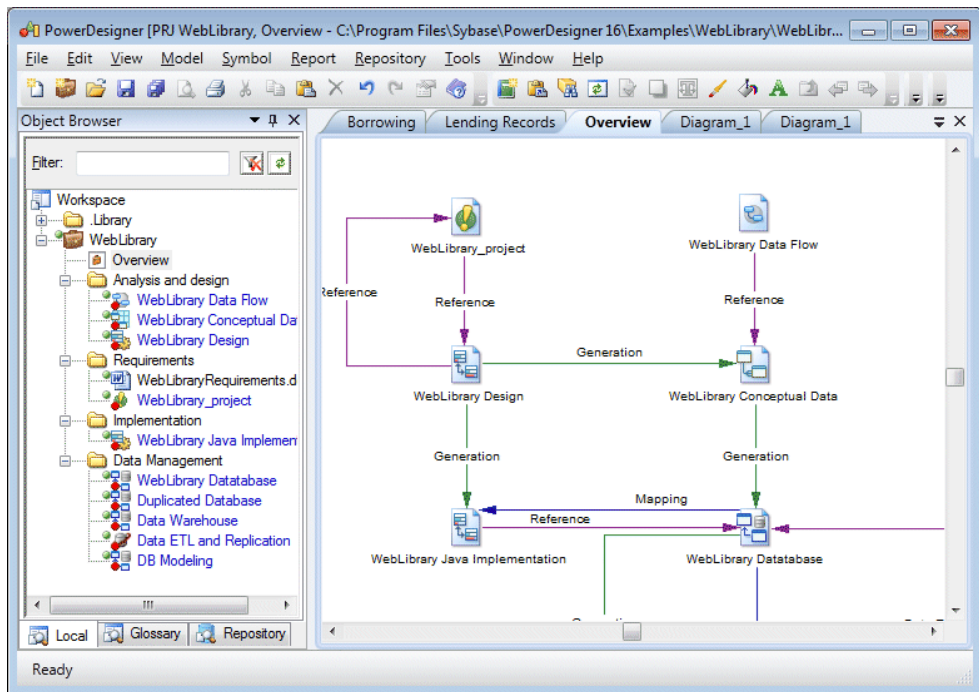 PowerDesigner [PRJ WebLibrary, Overview - C:\Program Files\Sybase\PowerDesigner 16\Examples\WebLibrary\WebLibr...
File Edit View Model Symbol Report Repository Tools Window Help
Object Browser
Borrowing Lending Records Overview Diagram_1 Diagram_1
Filter:
Workspace
.Library
WebLibrary
Overview
Analysis and design
WebLibrary Data Flow
WebLibrary Conceptual Da
WebLibrary Design
Requirements
WebLibraryRequirements.d
WebLibrary_project
Implementation
WebLibrary Java Implemen
Data Management
WebLibrary Datatabase
Duplicated Database
Data Warehouse
Data ETL and Replication
DB Modeling
Local Glossary Repository
WebLibrary_project
WebLibrary Data Flow
Reference
Reference
Reference
Generation
WebLibrary Design
WebLibrary Conceptual Data
Generation
Generation
Mapping
Reference
WebLibrary Java Implementation
WebLibrary Datatabase
Ready